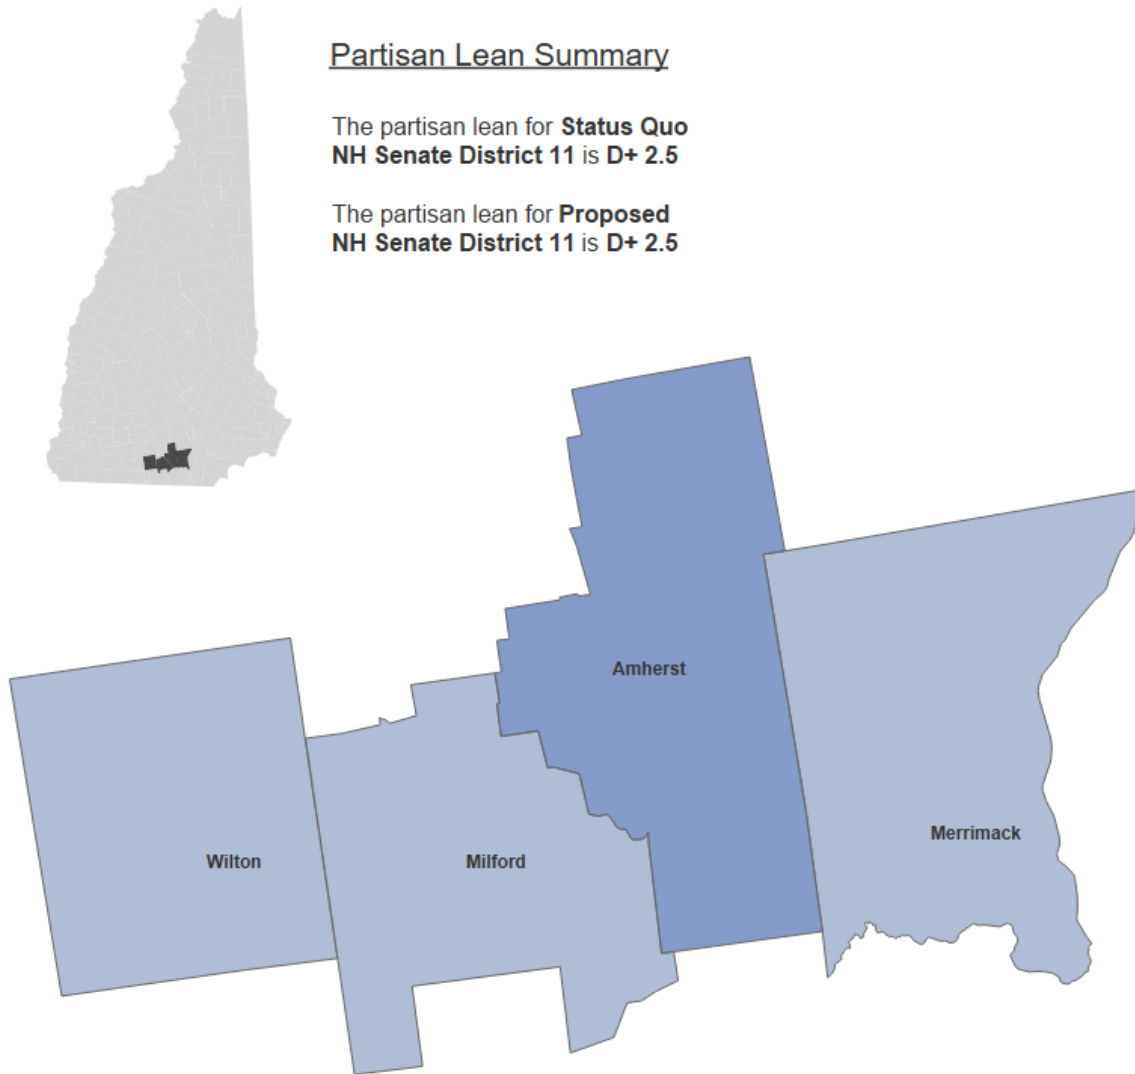 Partisan Lean Summary
The partisan lean for Status Quo
NH Senate District 11 is D+ 2.5
The partisan lean for Proposed
NH Senate District 11 is D+ 2.5
Amherst
Merrimack
Wilton
Milford